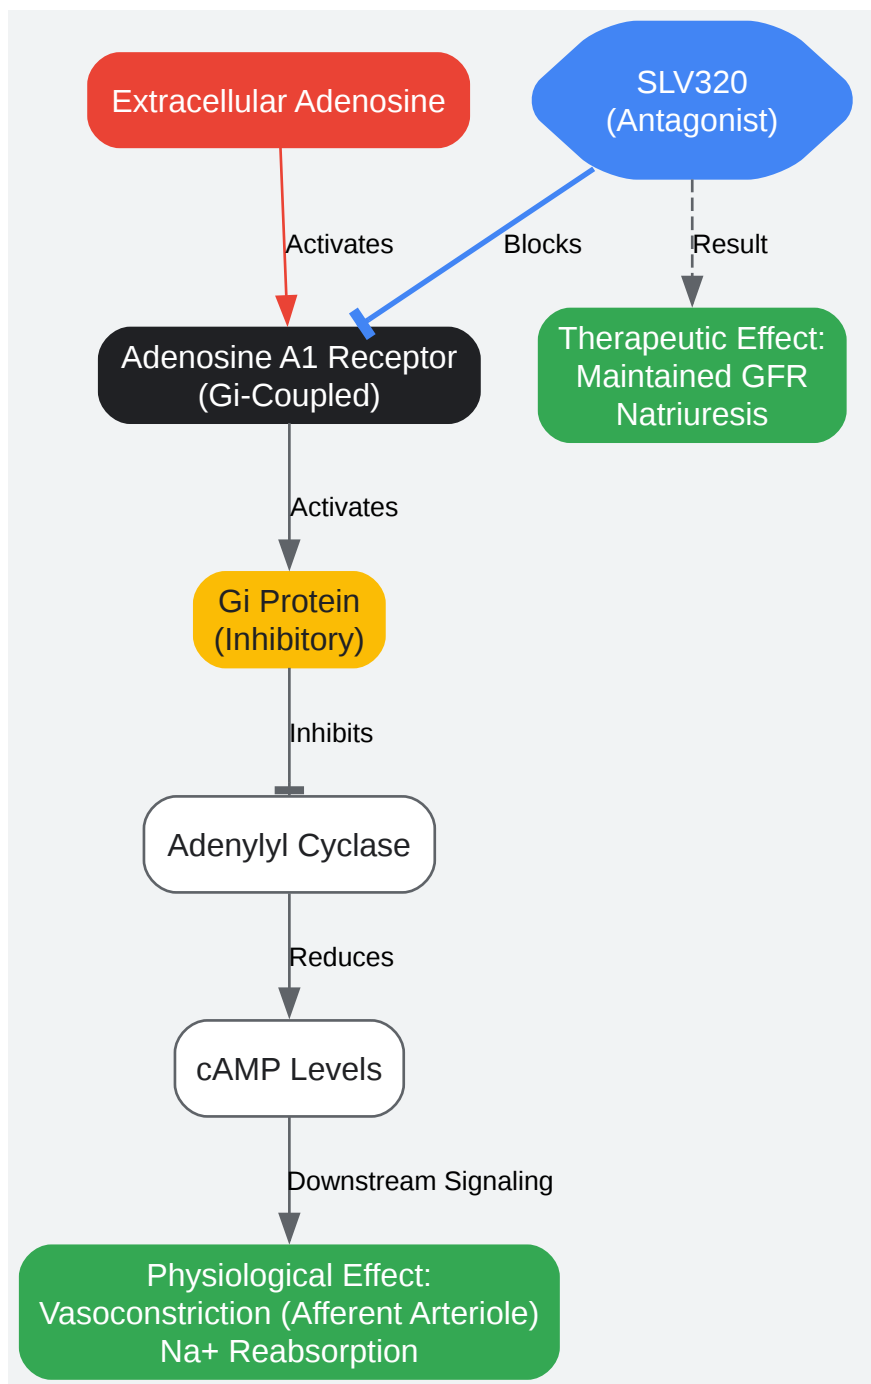 Extracellular Adenosine
SLV320
(Antagonist)
Activates
Blocks
Result
Adenosine A1 Receptor
(Gi-Coupled)
Therapeutic Effect:
Maintained GFR
Natriuresis
Activates
Gi Protein
(Inhibitory)
Inhibits
Adenylyl Cyclase
Reduces
cAMP Levels
Downstream Signaling
Physiological Effect:
Vasoconstriction (Afferent Arteriole)
Na+ Reabsorption